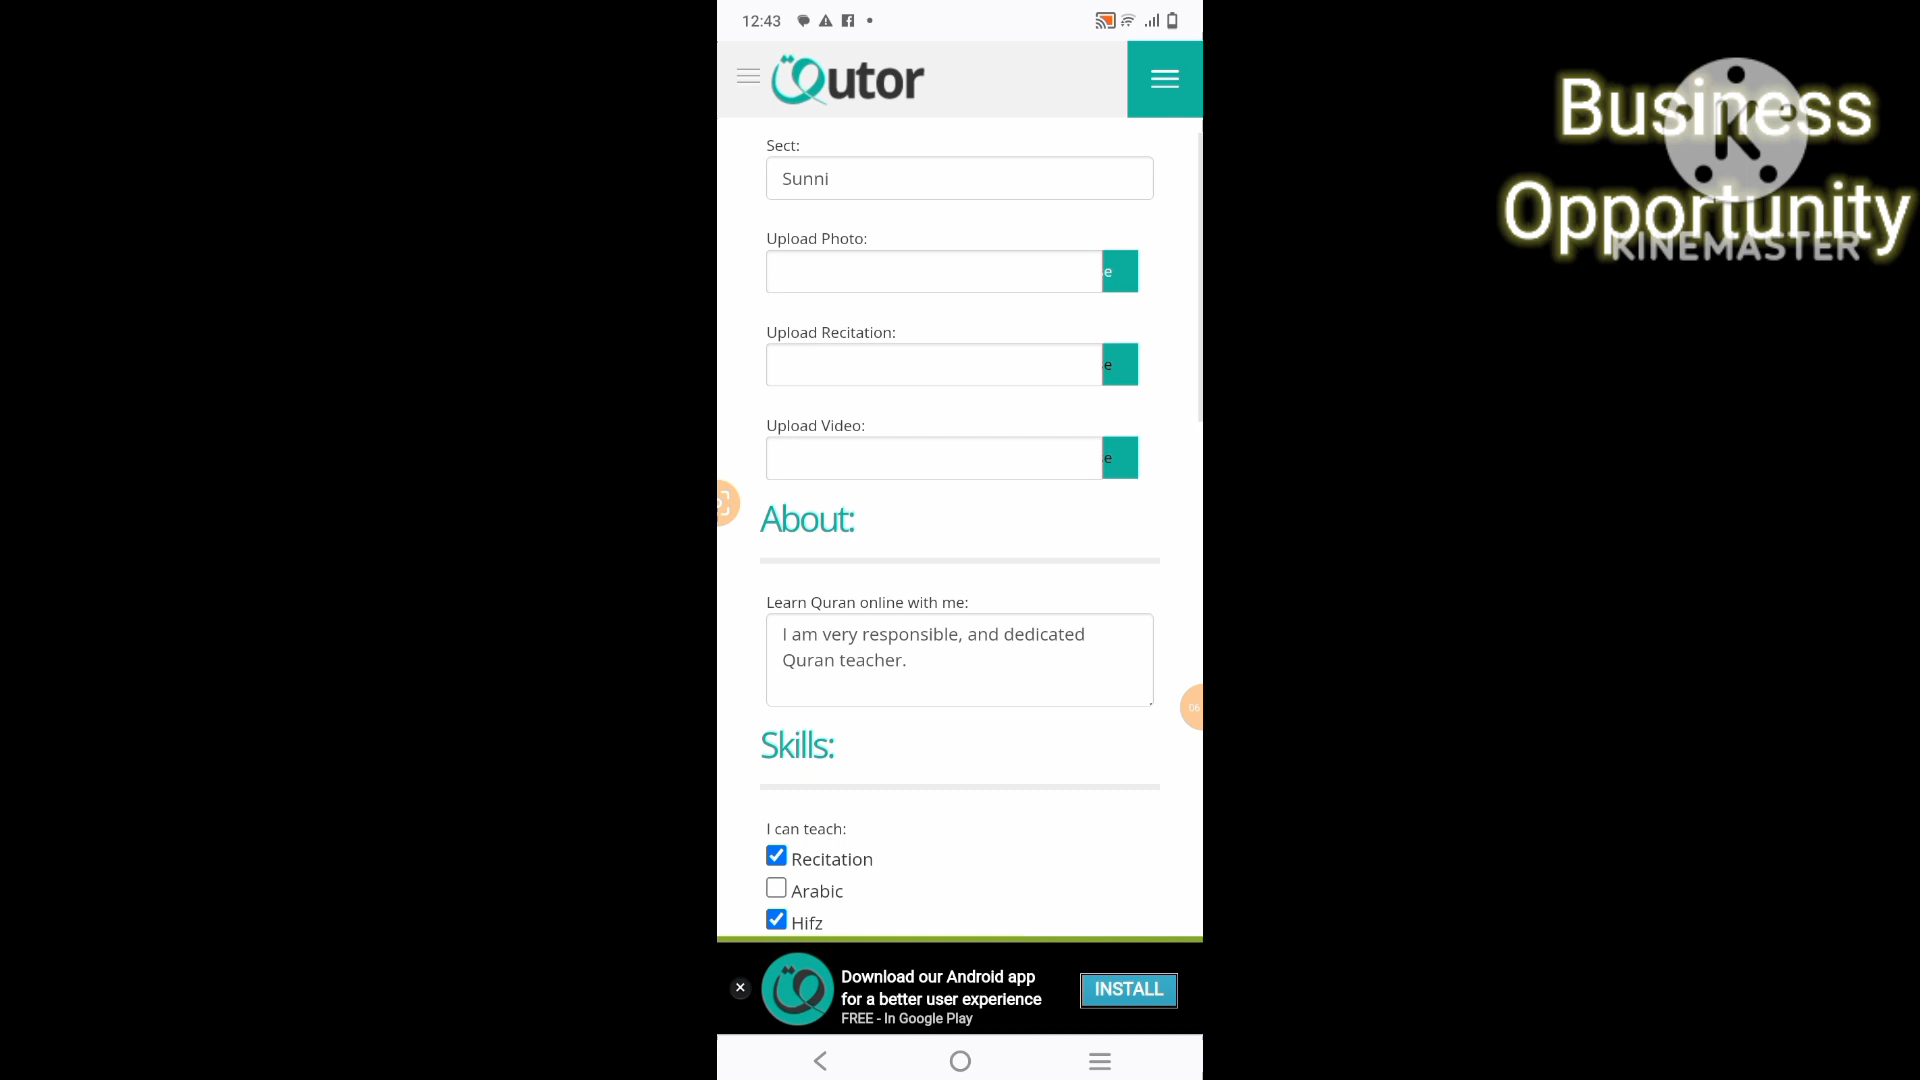 12:43
Qutor
Sect:
Sunni
Upload Photo:
e
Upload Recitation:
e
Upload Video:
e
About:
Learn Quran online with me:
I am very responsible, and dedicated
Quran teacher.
06
Skills:
I can teach:
Recitation
Arabic
Hifz
Download our Android app
for a better user experience
FREE - In Google Play
INSTALL
Business
Opportunity
KINEMASTER